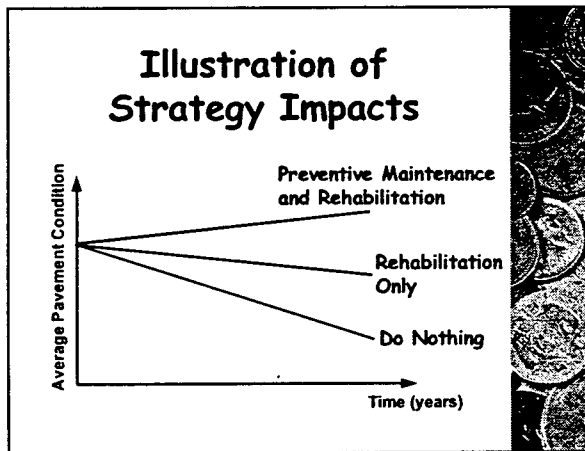 Illustration of
Strategy Impacts
Preventive Maintenance
and Rehabilitation
Average Pavement Condition
Rehabilitation
Only
Do Nothing
Time (years)